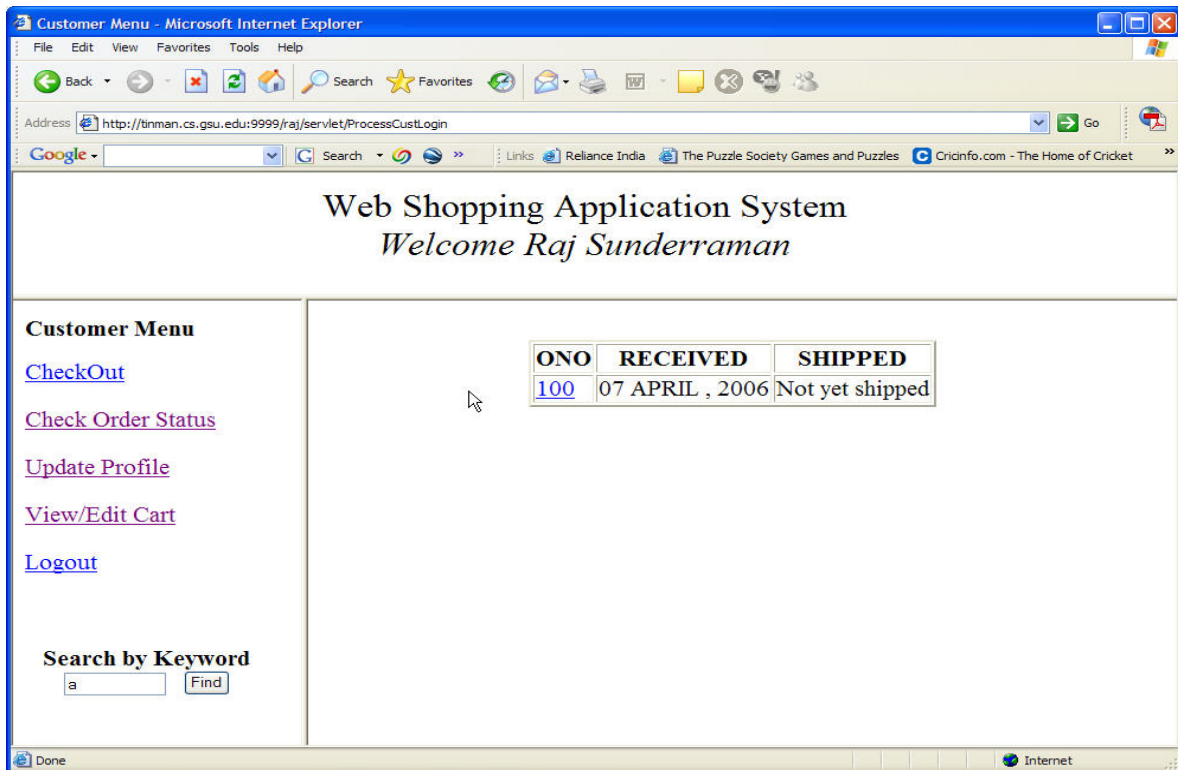 Customer Menu - Microsoft Internet Explorer
File Edit View Favorites Tools Help
Back Search Favorites
Address http://tinman.cs.gsu.edu:9999/raj/servlet/ProcessCustLogin Go
Google Search » Links Reliance India The Puzzle Society Games and Puzzles Cricinfo.com - The Home of Cricket »
Web Shopping Application System
Welcome Raj Sunderraman
Customer Menu
CheckOut
Check Order Status
Update Profile
View/Edit Cart
Logout
Search by Keyword
a Find
ONO RECEIVED SHIPPED
100 07 APRIL , 2006 Not yet shipped
Done Internet